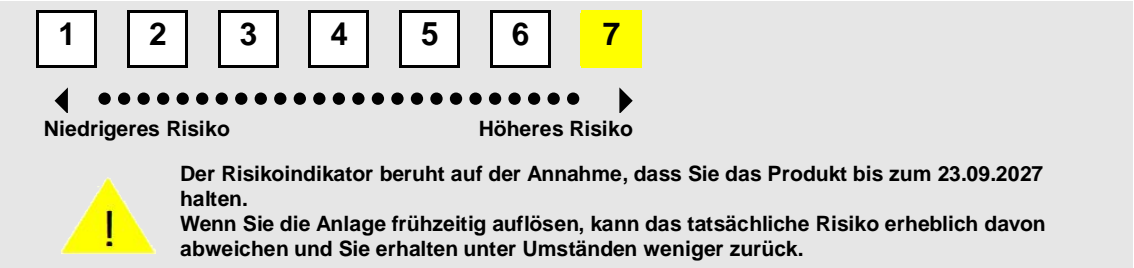 1 2 3 4 5 6 7
Niedrigeres Risiko Höheres Risiko
Der Risikoindikator beruht auf der Annahme, dass Sie das Produkt bis zum 23.09.2027
halten.
Wenn Sie die Anlage frühzeitig auflösen, kann das tatsächliche Risiko erheblich davon
abweichen und Sie erhalten unter Umständen weniger zurück.
!